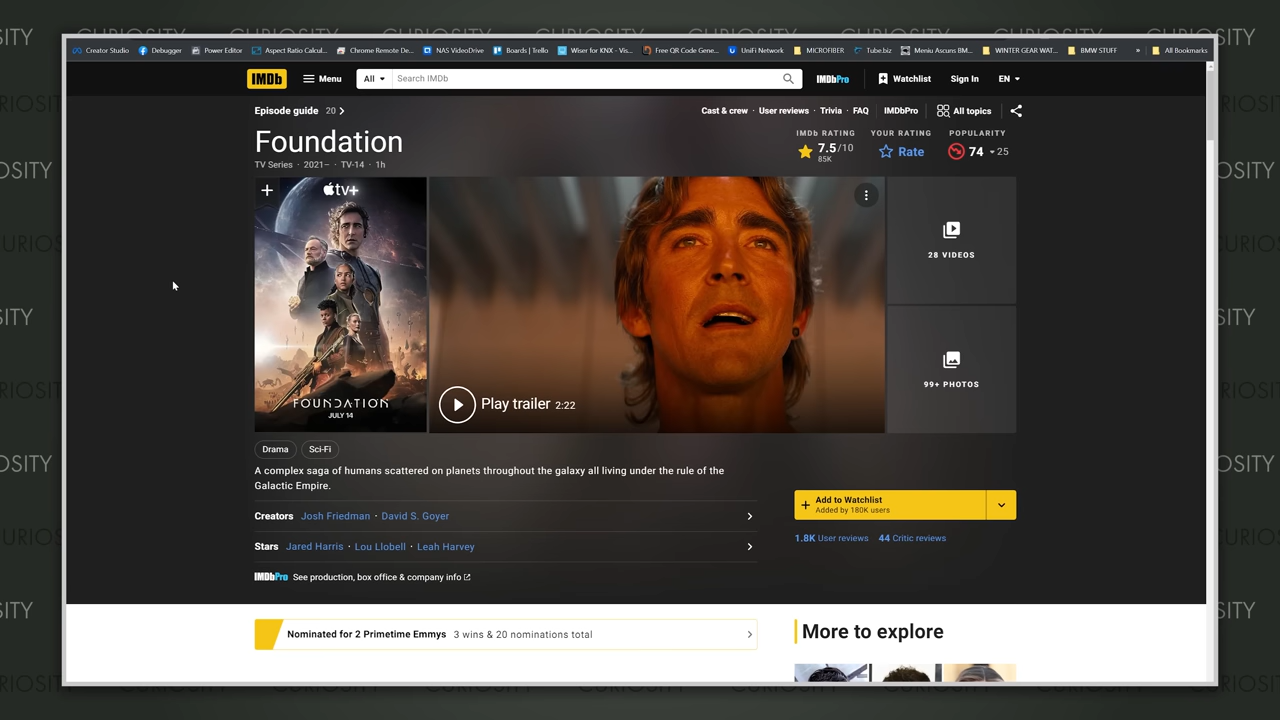 Creator Studio Debugger Power Editor Aspect Ratio Calcul... Chrome Remote De... NAS VideoDrive Boards | Trello Wiser for KNX - Vis... Free QR Code Gene... UniFi Network MICROFIBER Tube.biz Meniu Ascuns BM... WINTER GEAR WAT... BMW STUFF » All Bookmarks
IMDb Menu All Search IMDb IMDbPro Watchlist Sign In EN
Episode guide 20 Cast & crew · User reviews · Trivia · FAQ IMDbPro All topics
Foundation
TV Series · 2021– · TV-14 · 1h
IMDb RATING YOUR RATING POPULARITY
7.5/10 Rate 74 25
85K
tv+
FOUNDATION
JULY 14
Play trailer 2:22
28 VIDEOS
99+ PHOTOS
Drama Sci-Fi
A complex saga of humans scattered on planets throughout the galaxy all living under the rule of the
Galactic Empire.
Creators Josh Friedman · David S. Goyer
Stars Jared Harris · Lou Llobell · Leah Harvey
IMDbPro See production, box office & company info
Add to Watchlist
Added by 180K users
1.8K User reviews 44 Critic reviews
Nominated for 2 Primetime Emmys 3 wins & 20 nominations total
More to explore
CURIOSITY CURIOSITY CURIOSITY CURIOSITY CURIOSITY CURIOSITY CURIOSITY